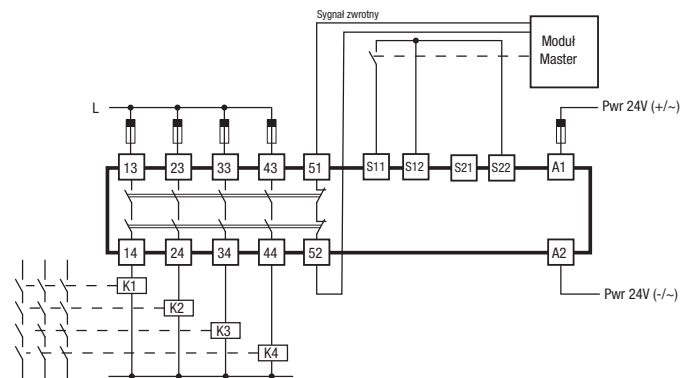 Sygnał zwrotny
Moduł
Master
L
Pwr 24V (+/~)
13 23 33 43 51 S11 S12 S21 S22 A1
14 24 34 44 52 A2
K1
K2
K3
K4
Pwr 24V (-/~)